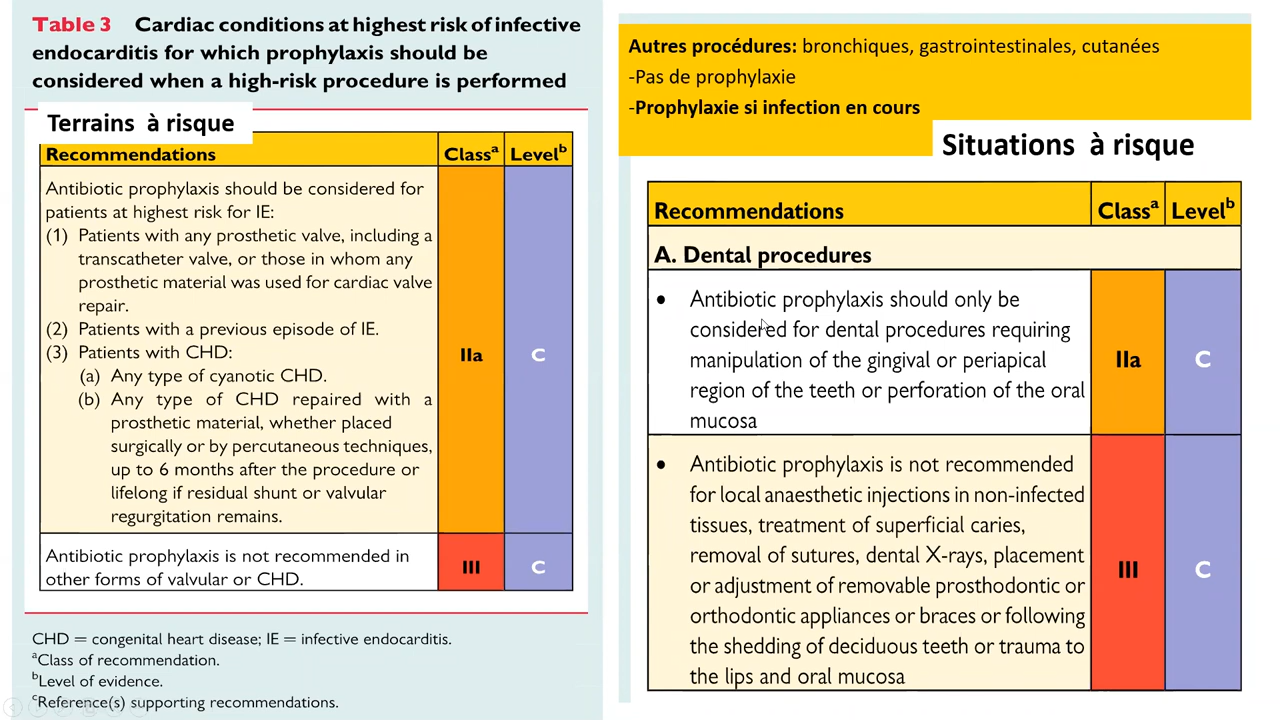 Table 3 Cardiac conditions at highest risk of infective
endocarditis for which prophylaxis should be
considered when a high-risk procedure is performed
Terrains à risque
Recommendations Classᵃ Levelᵇ
Antibiotic prophylaxis should be considered for
patients at highest risk for IE:
(1) Patients with any prosthetic valve, including a
transcatheter valve, or those in whom any
prosthetic material was used for cardiac valve
repair.
(2) Patients with a previous episode of IE.
(3) Patients with CHD:
(a) Any type of cyanotic CHD.
(b) Any type of CHD repaired with a
prosthetic material, whether placed
surgically or by percutaneous techniques,
up to 6 months after the procedure or
lifelong if residual shunt or valvular
regurgitation remains.
IIa C
Antibiotic prophylaxis is not recommended in
other forms of valvular or CHD.
III C
CHD = congenital heart disease; IE = infective endocarditis.
ᵃClass of recommendation.
ᵇLevel of evidence.
ᶜReference(s) supporting recommendations.
Autres procédures: bronchiques, gastrointestinales, cutanées
-Pas de prophylaxie
-Prophylaxie si infection en cours
Situations à risque
Recommendations Classᵃ Levelᵇ
A. Dental procedures
• Antibiotic prophylaxis should only be
considered for dental procedures requiring
manipulation of the gingival or periapical
region of the teeth or perforation of the oral
mucosa
IIa C
• Antibiotic prophylaxis is not recommended
for local anaesthetic injections in non-infected
tissues, treatment of superficial caries,
removal of sutures, dental X-rays, placement
or adjustment of removable prosthodontic or
orthodontic appliances or braces or following
the shedding of deciduous teeth or trauma to
the lips and oral mucosa
III C